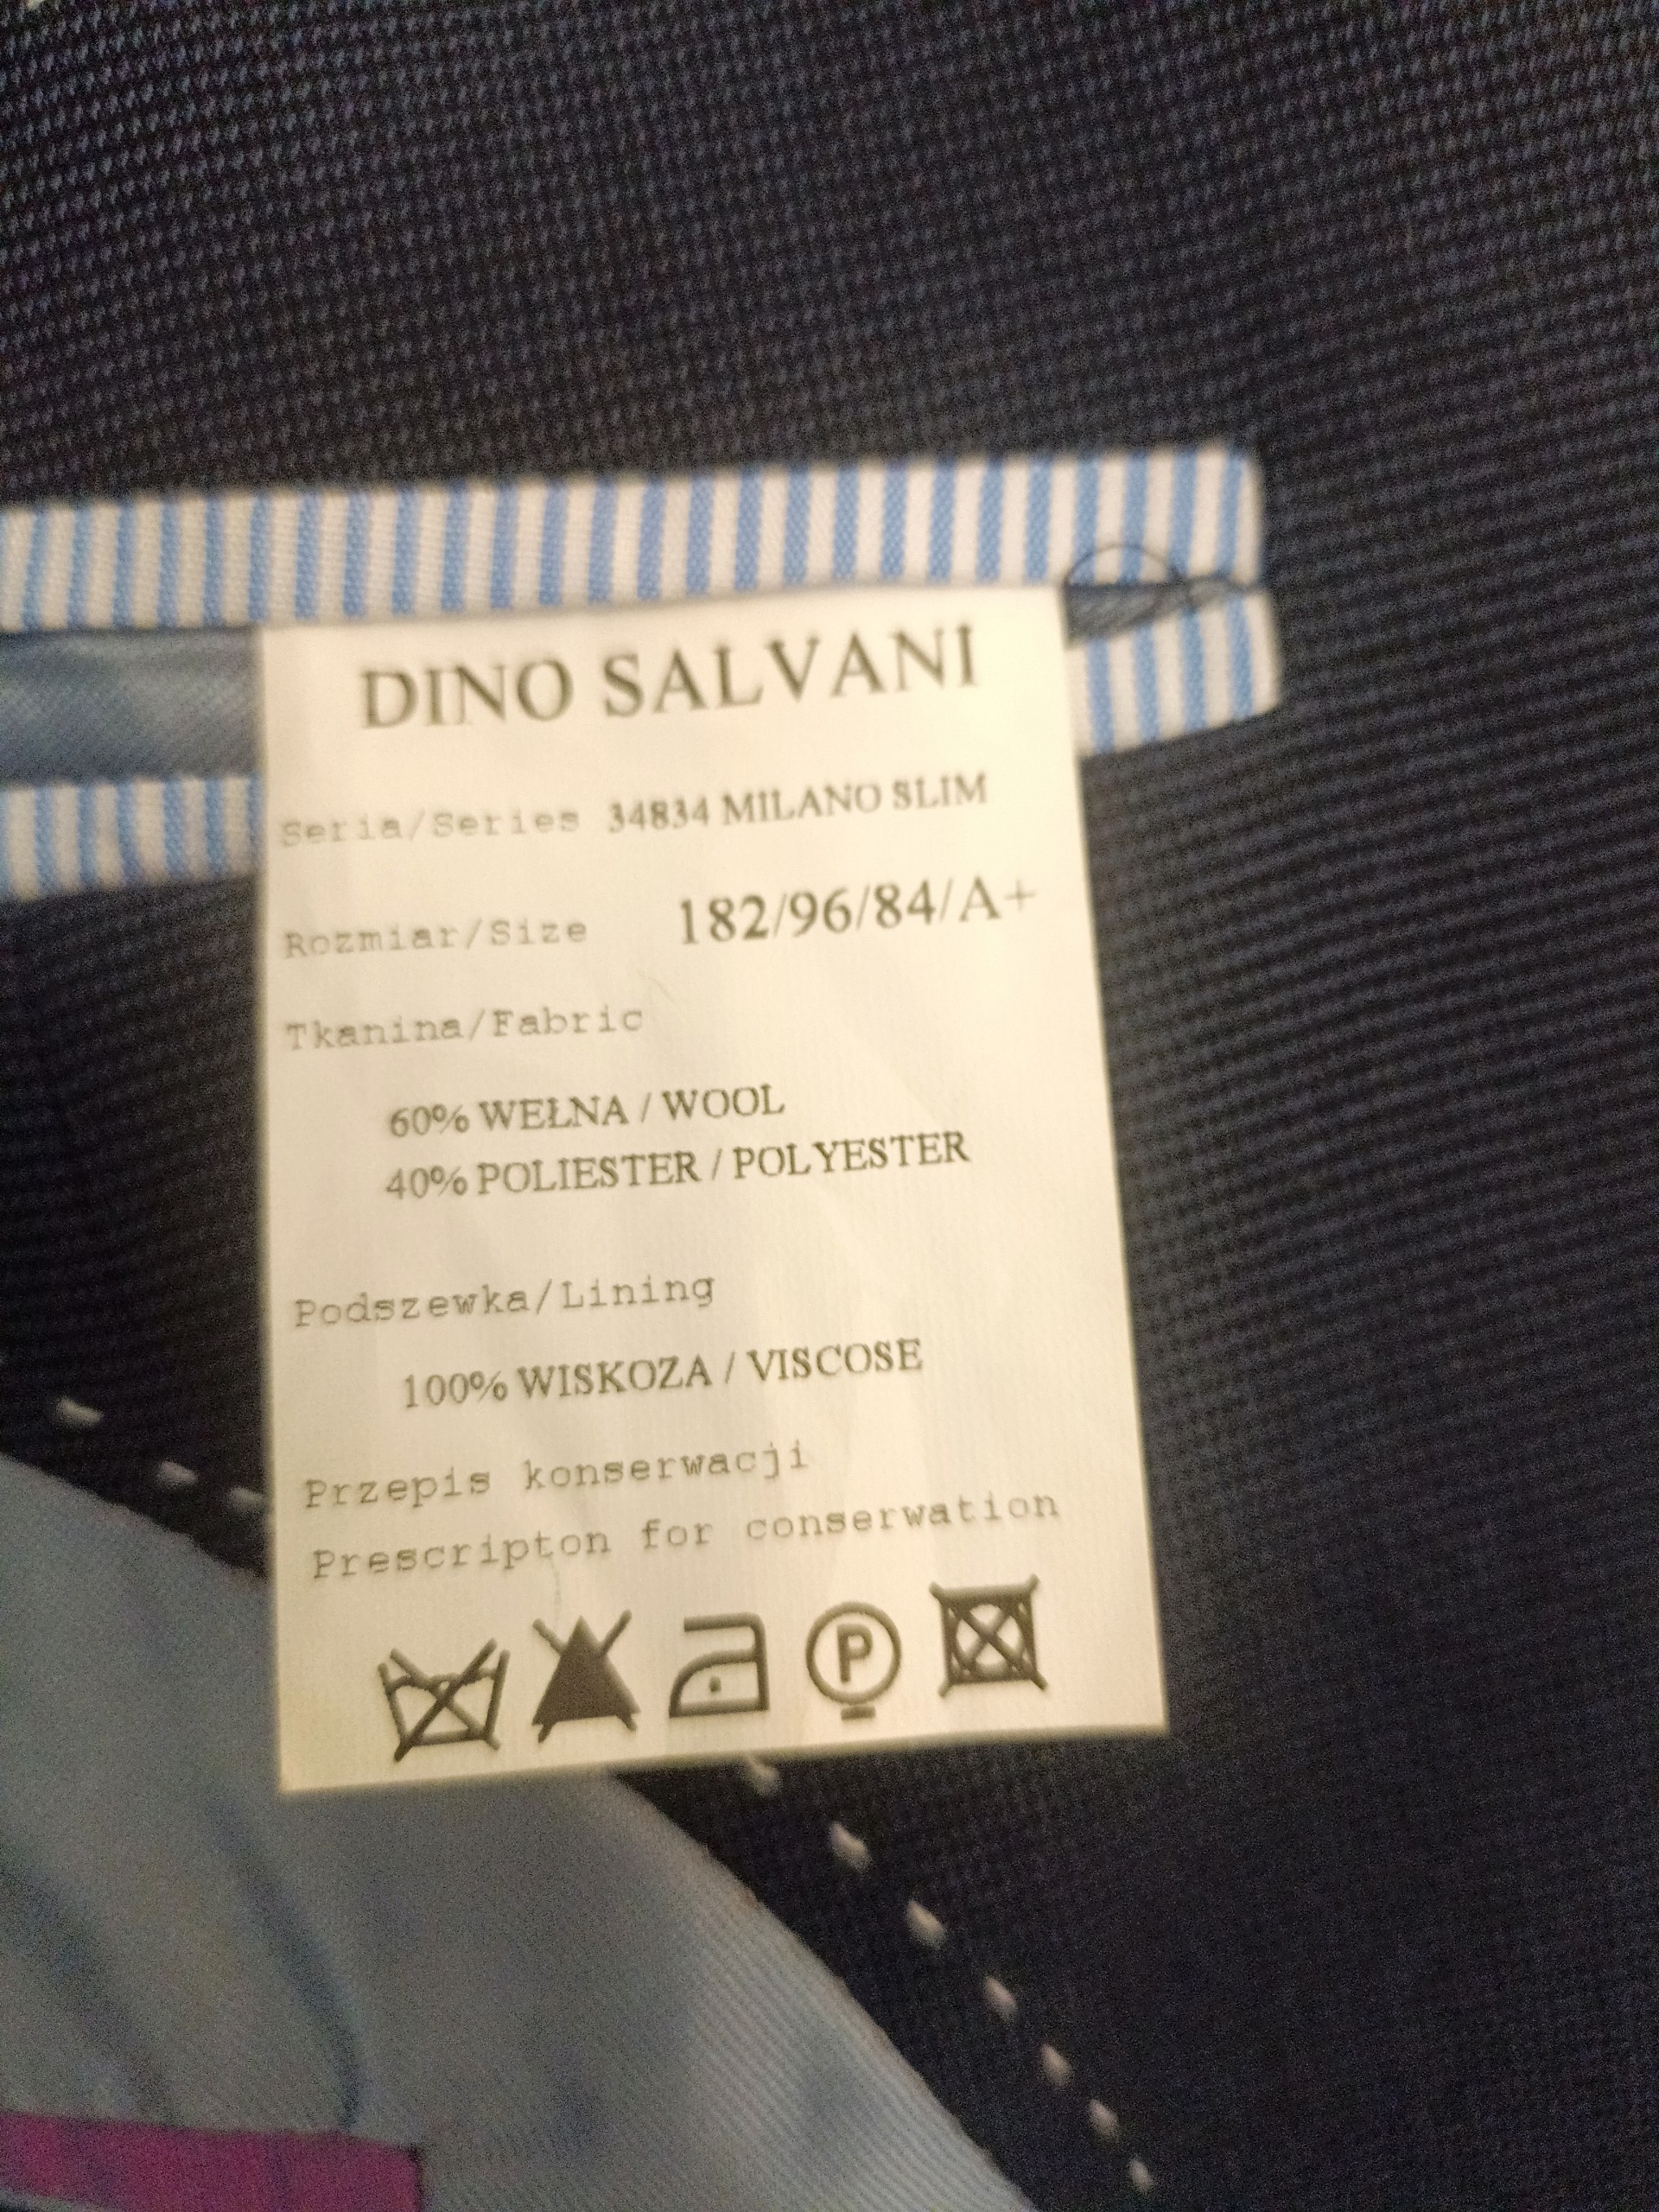 DINO SALVANI
Seria/Series 34834 MILANO SLIM
Rozmiar/Size 182/96/84/A+
Tkanina/Fabric
60% WEŁNA / WOOL
40% POLIESTER / POLYESTER
Podszewka/Lining
100% WISKOZA / VISCOSE
Przepis konserwacji
Prescripton for conserwation
P